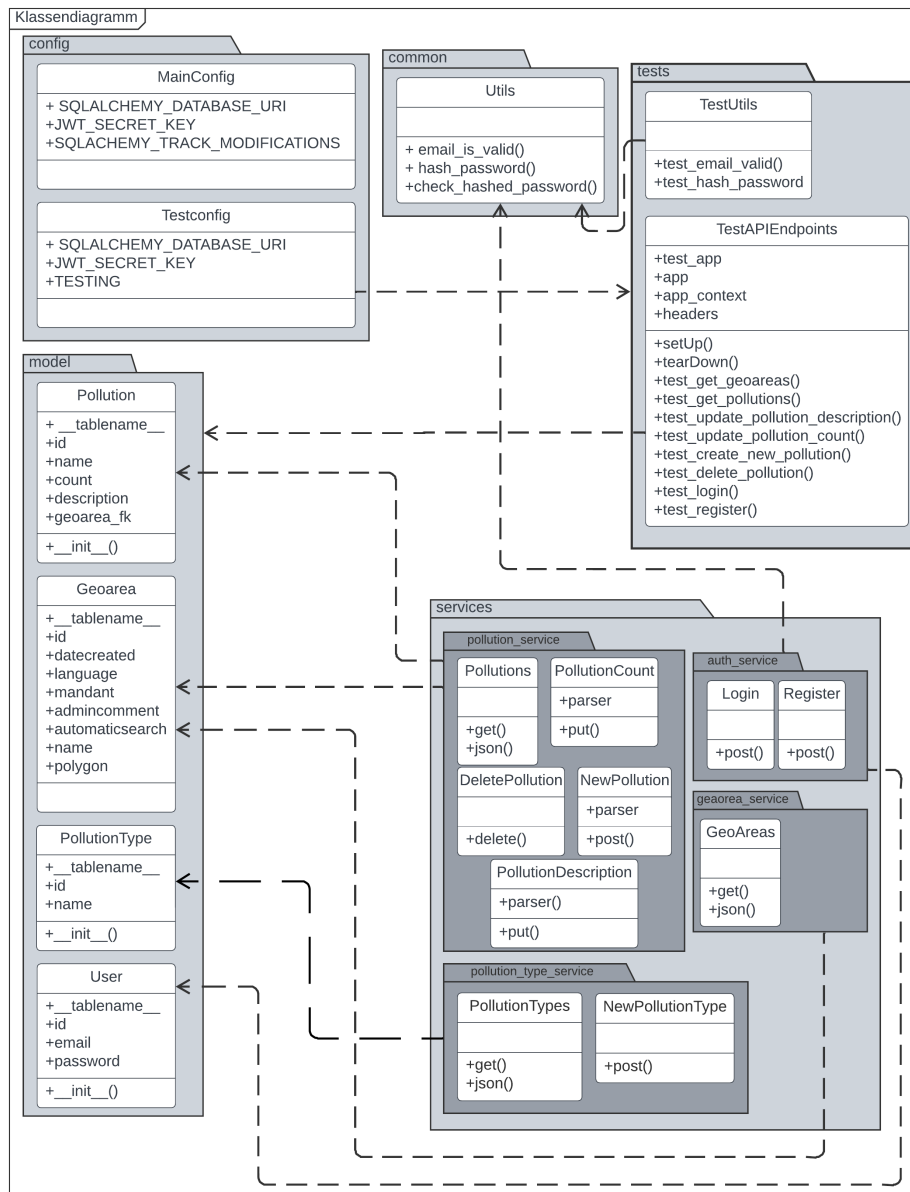 Klassendiagramm
config
MainConfig
+ SQLALCHEMY_DATABASE_URI
+JWT_SECRET_KEY
+SQLACHEMY_TRACK_MODIFICATIONS
Testconfig
+ SQLALCHEMY_DATABASE_URI
+JWT_SECRET_KEY
+TESTING
common
Utils
+ email_is_valid()
+ hash_password()
+check_hashed_password()
tests
TestUtils
+test_email_valid()
+test_hash_password
TestAPIEndpoints
+test_app
+app
+app_context
+headers
+setUp()
+tearDown()
+test_get_geoareas()
+test_get_pollutions()
+test_update_pollution_description()
+test_update_pollution_count()
+test_create_new_pollution()
+test_delete_pollution()
+test_login()
+test_register()
model
Pollution
+ __tablename__
+id
+name
+count
+description
+geoarea_fk
+__init__()
Geoarea
+__tablename__
+id
+datecreated
+language
+mandant
+admincomment
+automaticsearch
+name
+polygon
PollutionType
+__tablename__
+id
+name
+__init__()
User
+__tablename__
+id
+email
+password
+__init__()
services
pollution_service
Pollutions
+get()
+json()
PollutionCount
+parser
+put()
DeletePollution
+delete()
NewPollution
+parser
+post()
PollutionDescription
+parser()
+put()
auth_service
Login
+post()
Register
+post()
geaorea_service
GeoAreas
+get()
+json()
pollution_type_service
PollutionTypes
+get()
+json()
NewPollutionType
+post()